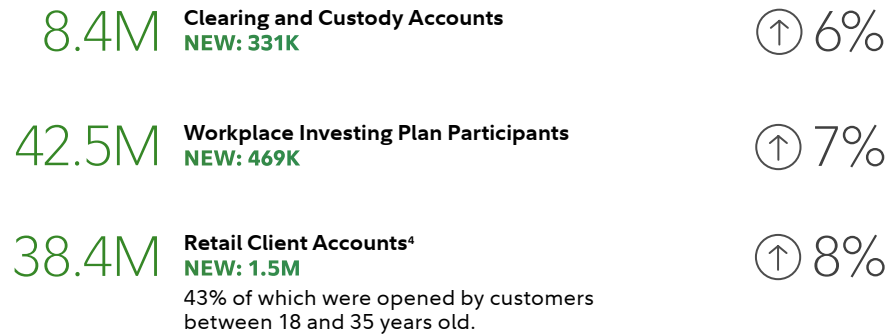 8.4M Clearing and Custody Accounts ↑ 6%
NEW: 331K
42.5M Workplace Investing Plan Participants ↑ 7%
NEW: 469K
38.4M Retail Client Accounts⁴ ↑ 8%
NEW: 1.5M
43% of which were opened by customers
between 18 and 35 years old.